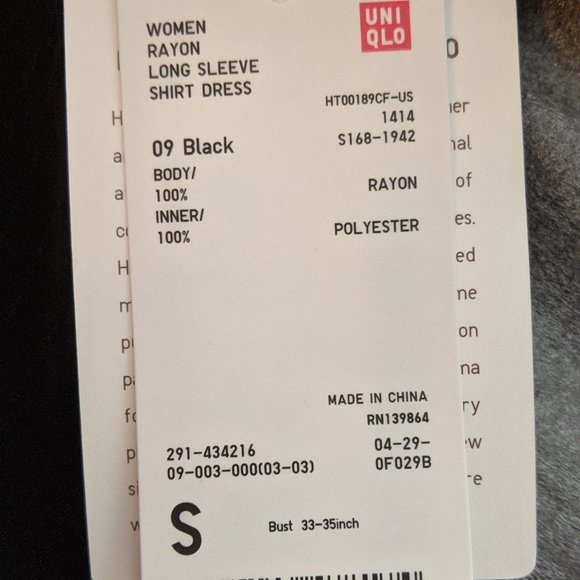 WOMEN
RAYON
LONG SLEEVE
SHIRT DRESS
UNI
QLO
HT00189CF-US
1414
S168-1942
09 Black
BODY/
100% RAYON
INNER/
100% POLYESTER
MADE IN CHINA
RN139864
291-434216 04-29-
09-003-000(03-03) 0F029B
S Bust 33-35inch
of